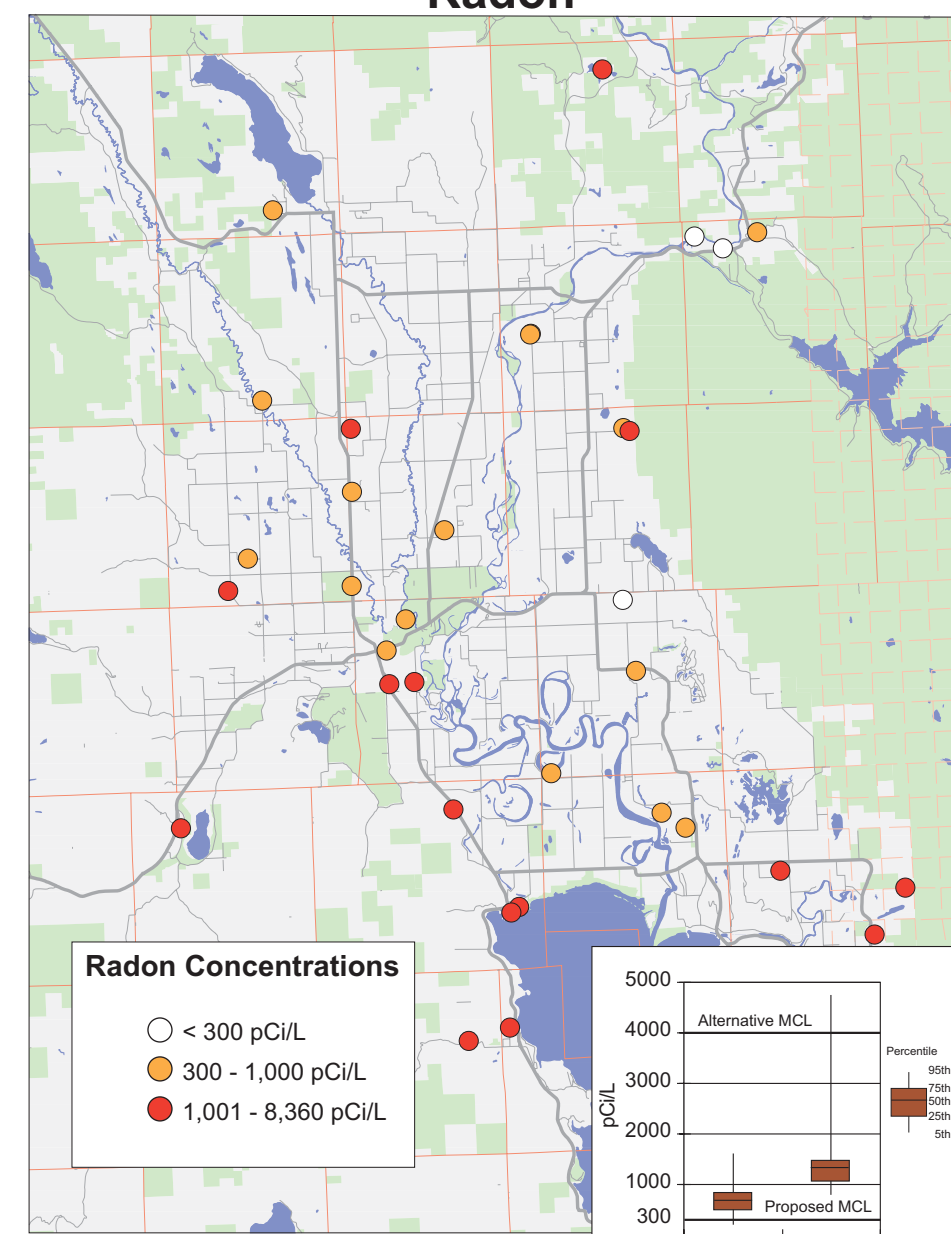 Radon
Radon Concentrations
< 300 pCi/L
300 - 1,000 pCi/L
1,001 - 8,360 pCi/L
5000
4000
3000
2000
1000
300
pCi/L
Alternative MCL
Proposed MCL
Percentile
95th
75th
50th
25th
5th